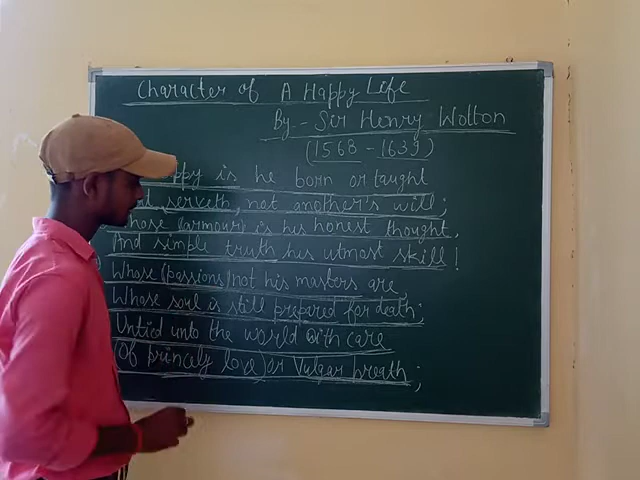 Character of A Happy Life
By - Sir Henry Wolton
(1568 - 1639)
is he born or taught
serveth, not another's will;
(armour) is his honest thought,
And simple truth his utmost skill!
Whose (passions) not his masters are
Whose soul is still prepared for death;
Untied unto the world with care
(Of princely love) or Vulgar breath;